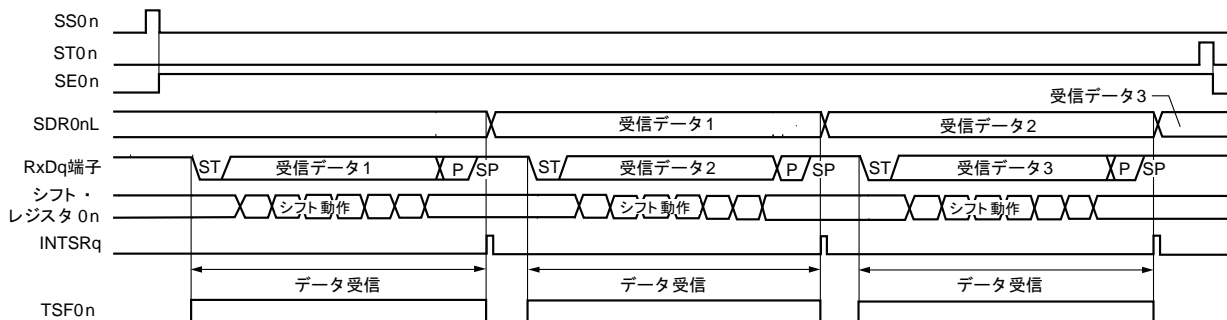 SS0n
ST0n
SE0n
受信データ3
SDR0nL 受信データ1 受信データ2
RxDq端子 ST 受信データ1 P SP ST 受信データ2 P SP ST 受信データ3 P SP
シフト・
レジスタ0n シフト動作 シフト動作 シフト動作
INTSRq
データ受信 データ受信 データ受信
TSF0n